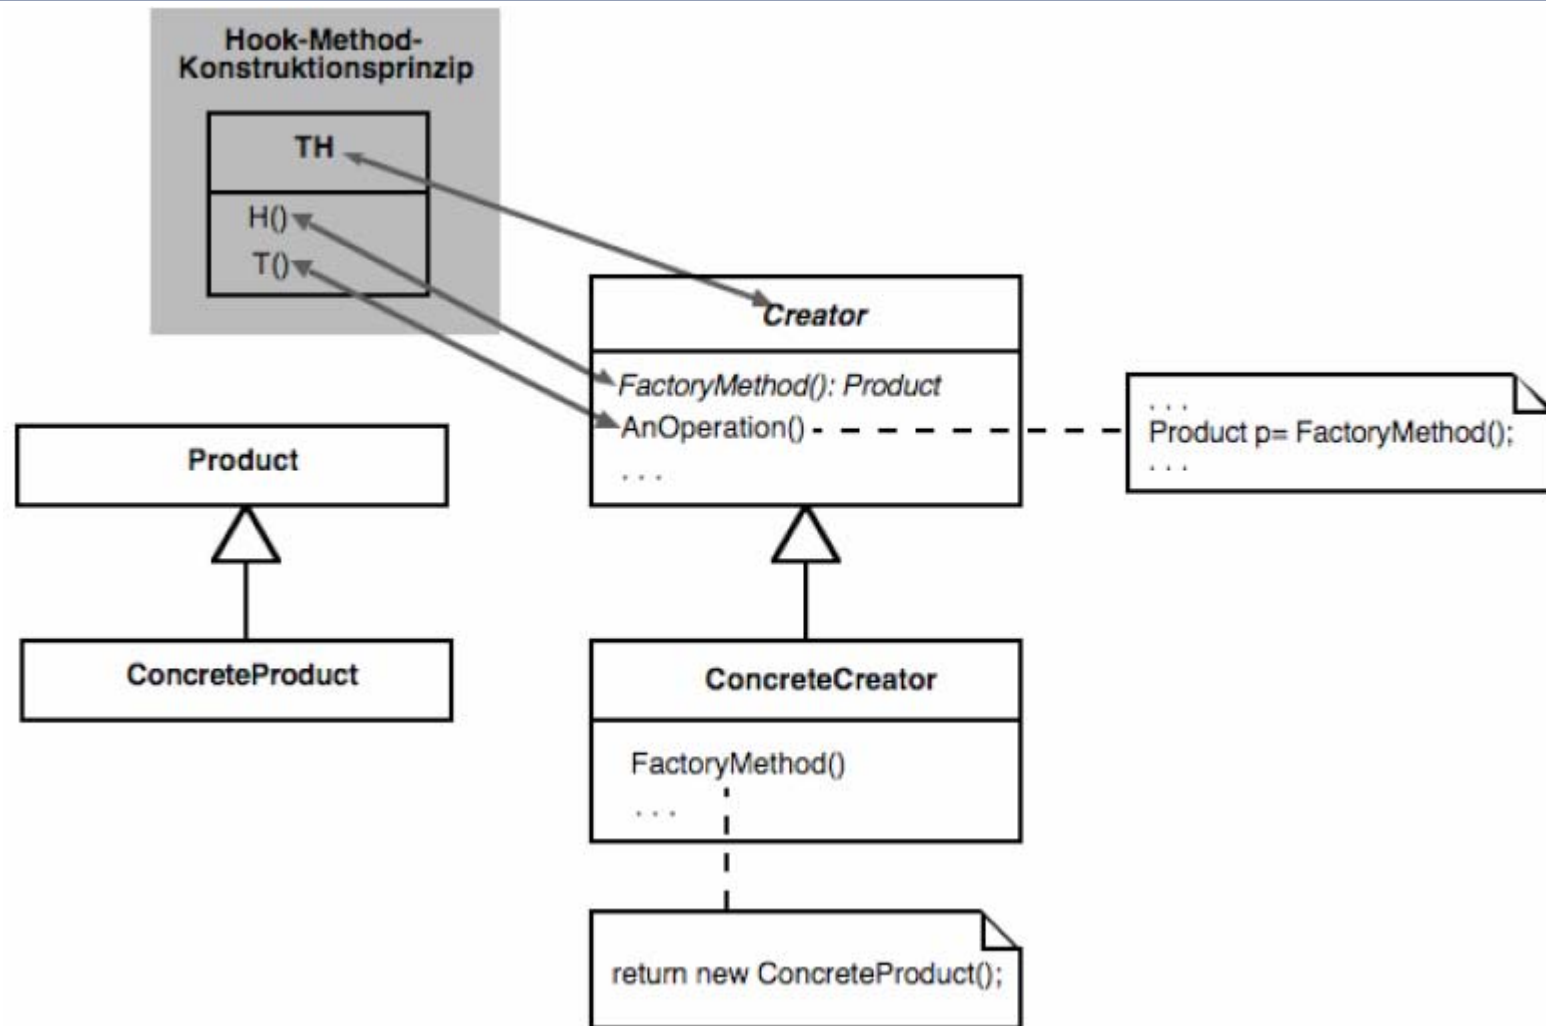 Hook-Method-
Konstruktionsprinzip
TH
H()
T()
Creator
FactoryMethod(): Product
AnOperation()
. . .
. . .
Product p= FactoryMethod();
. . .
Product
ConcreteProduct
ConcreteCreator
FactoryMethod()
. . .
return new ConcreteProduct();